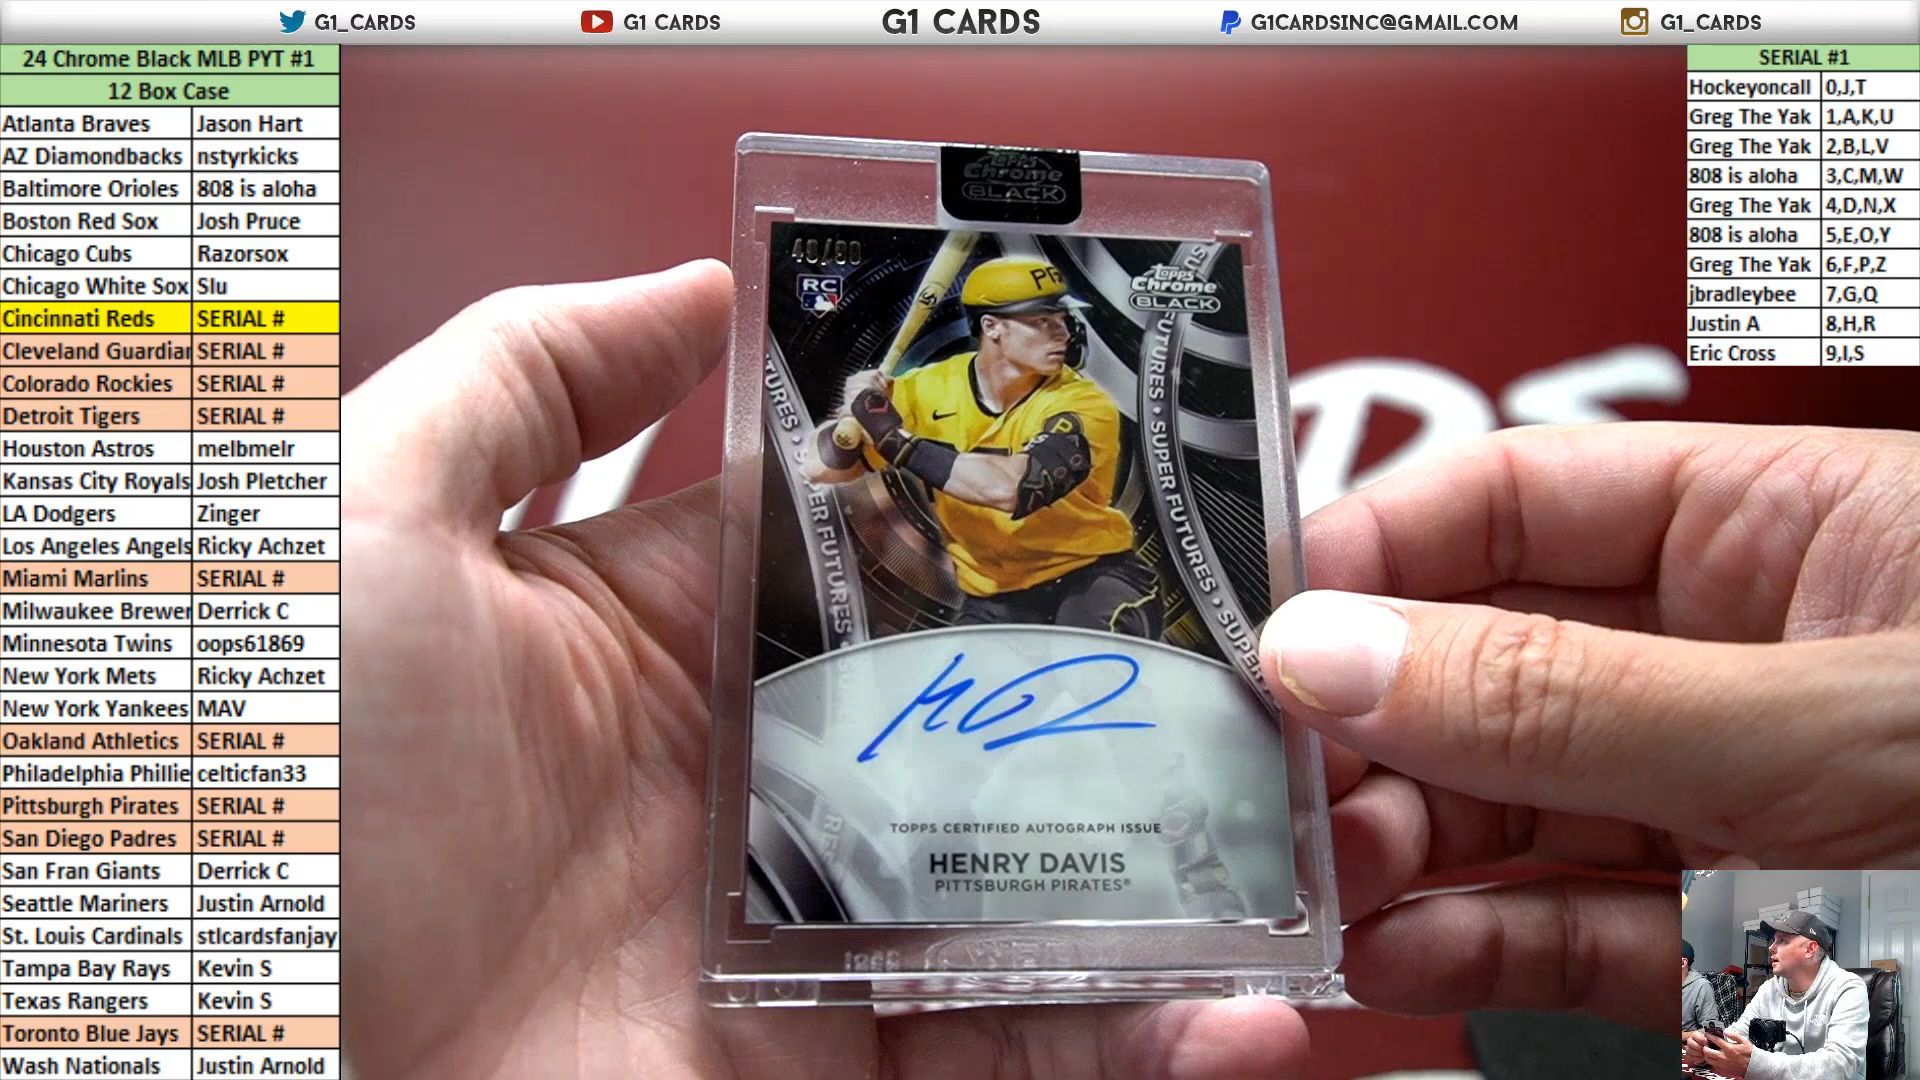 G1_CARDS
G1 CARDS
G1 CARDS
G1CARDSINC@GMAIL.COM
G1_CARDS
24 Chrome Black MLB PYT #1
12 Box Case
Atlanta Braves Jason Hart
AZ Diamondbacks nstyrkicks
Baltimore Orioles 808 is aloha
Boston Red Sox Josh Pruce
Chicago Cubs Razorsox
Chicago White Sox Slu
Cincinnati Reds SERIAL #
Cleveland Guardian SERIAL #
Colorado Rockies SERIAL #
Detroit Tigers SERIAL #
Houston Astros melbmelr
Kansas City Royals Josh Pletcher
LA Dodgers Zinger
Los Angeles Angels Ricky Achzet
Miami Marlins SERIAL #
Milwaukee Brewer Derrick C
Minnesota Twins oops61869
New York Mets Ricky Achzet
New York Yankees MAV
Oakland Athletics SERIAL #
Philadelphia Phillie celticfan33
Pittsburgh Pirates SERIAL #
San Diego Padres SERIAL #
San Fran Giants Derrick C
Seattle Mariners Justin Arnold
St. Louis Cardinals stlcardsfanjay
Tampa Bay Rays Kevin S
Texas Rangers Kevin S
Toronto Blue Jays SERIAL #
Wash Nationals Justin Arnold
Topps
Chrome
BLACK
RC
PG
P
Topps
Chrome
BLACK
TURES • SUPER FUTURES • SU
FUTURES • SUPER FUTURES • SUPER
TOPPS CERTIFIED AUTOGRAPH ISSUE
HENRY DAVIS
PITTSBURGH PIRATES®
SERIAL #1
Hockeyoncall 0,J,T
Greg The Yak 1,A,K,U
Greg The Yak 2,B,L,V
808 is aloha 3,C,M,W
Greg The Yak 4,D,N,X
808 is aloha 5,E,O,Y
Greg The Yak 6,F,P,Z
jbradleybee 7,G,Q
Justin A 8,H,R
Eric Cross 9,I,S